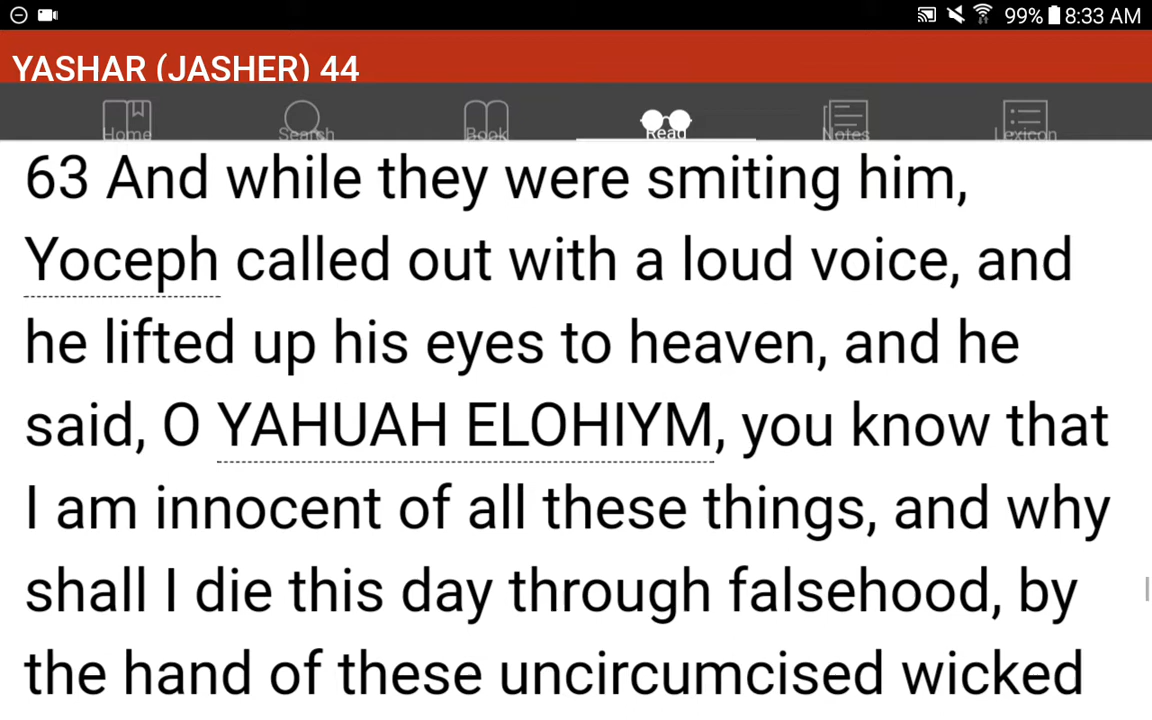 99% 8:33 AM
YASHAR (JASHER) 44
Home Search Book Read Notes Lexicon
63 And while they were smiting him,
Yoceph called out with a loud voice, and
he lifted up his eyes to heaven, and he
said, O YAHUAH ELOHIYM, you know that
I am innocent of all these things, and why
shall I die this day through falsehood, by
the hand of these uncircumcised wicked